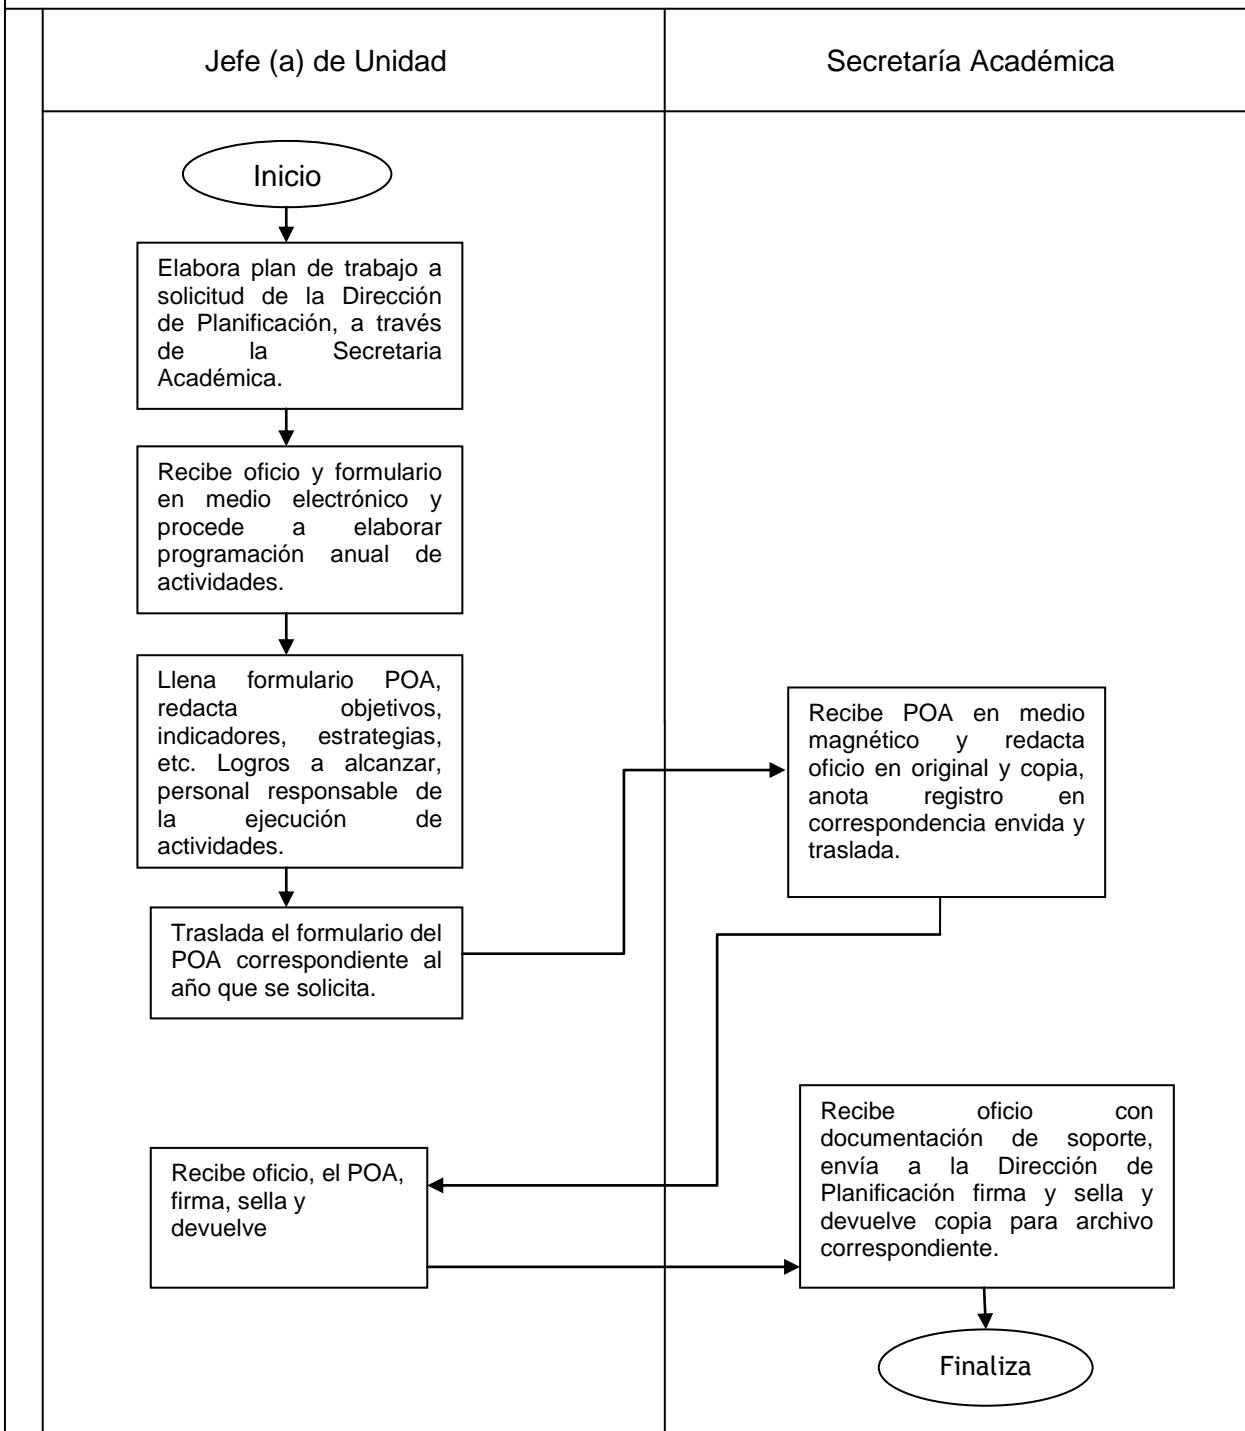 Jefe (a) de Unidad
Secretaría Académica
Inicio
Elabora plan de trabajo a
solicitud de la Dirección
de Planificación, a través
de la Secretaria
Académica.
Recibe oficio y formulario
en medio electrónico y
procede a elaborar
programación anual de
actividades.
Llena formulario POA,
redacta objetivos,
indicadores, estrategias,
etc. Logros a alcanzar,
personal responsable de
la ejecución de
actividades.
Traslada el formulario del
POA correspondiente al
año que se solicita.
Recibe POA en medio
magnético y redacta
oficio en original y copia,
anota registro en
correspondencia envida y
traslada.
Recibe oficio, el POA,
firma, sella y
devuelve
Recibe oficio con
documentación de soporte,
envía a la Dirección de
Planificación firma y sella y
devuelve copia para archivo
correspondiente.
Finaliza